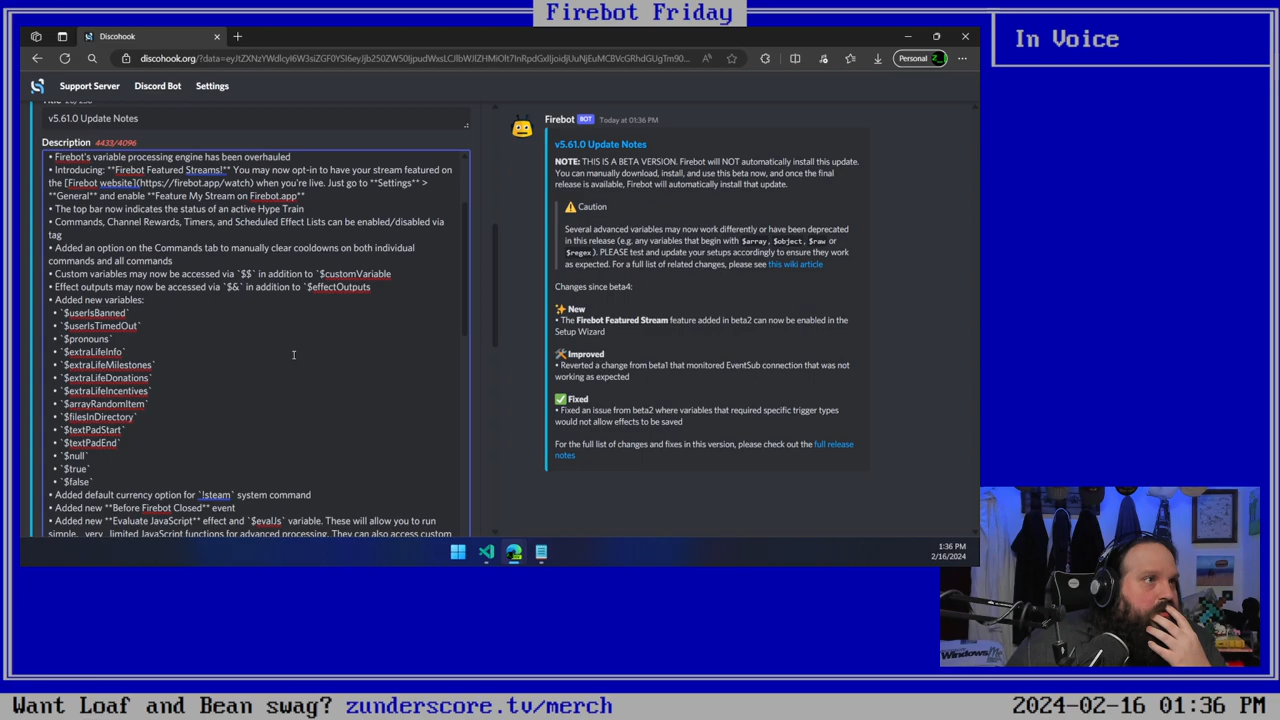 Firebot Friday
In Voice
Discohook
discohook.org/?data=
Personal
Support Server
Discord Bot
Settings
v5.61.0 Update Notes
Description 4433/4096
• Firebot's variable processing engine has been overhauled
• Introducing: **Firebot Featured Streams!** You may now opt-in to have your stream featured on
the [Firebot website](https://firebot.app/watch) when you're live. Just go to **Settings** >
**General** and enable **Feature My Stream on Firebot.app**
• The top bar now indicates the status of an active Hype Train
• Commands, Channel Rewards, Timers, and Scheduled Effect Lists can be enabled/disabled via
tag
• Added an option on the Commands tab to manually clear cooldowns on both individual
commands and all commands
• Custom variables may now be accessed via `$$` in addition to `$customVariable
• Effect outputs may now be accessed via `$&` in addition to `$effectOutputs
• Added new variables:
• `$userIsBanned`
• `$userIsTimedOut`
• `$pronouns`
• `$extraLifeInfo`
• `$extraLifeMilestones`
• `$extraLifeDonations`
• `$extraLifeIncentives`
• `$arrayRandomItem`
• `$filesInDirectory`
• `$textPadStart`
• `$textPadEnd`
• `$null`
• `$true`
• `$false`
• Added default currency option for `!steam` system command
• Added new **Before Firebot Closed** event
• Added new **Evaluate JavaScript** effect and `$evalJs` variable. These will allow you to run
simple, _very_ limited JavaScript functions for advanced processing. They can also access custom
Firebot BOT Today at 01:36 PM
v5.61.0 Update Notes
NOTE: THIS IS A BETA VERSION. Firebot will NOT automatically install this update.
You can manually download, install, and use this beta now, and once the final
release is available, Firebot will automatically install that update.
⚠️ Caution
Several advanced variables may now work differently or have been deprecated
in this release (e.g. any variables that begin with $array, $object, $raw or
$regex). PLEASE test and update your setups accordingly to ensure they work
as expected. For a full list of related changes, please see this wiki article
Changes since beta4:
✨ New
• The Firebot Featured Stream feature added in beta2 can now be enabled in the
Setup Wizard
🛠️ Improved
• Reverted a change from beta1 that monitored EventSub connection that was not
working as expected
✅ Fixed
• Fixed an issue from beta2 where variables that required specific trigger types
would not allow effects to be saved
For the full list of changes and fixes in this version, please check out the full release
notes
1:36 PM
2/16/2024
Windows Me
Want Loaf and Bean swag? zunderscore.tv/merch
2024-02-16 01:36 PM